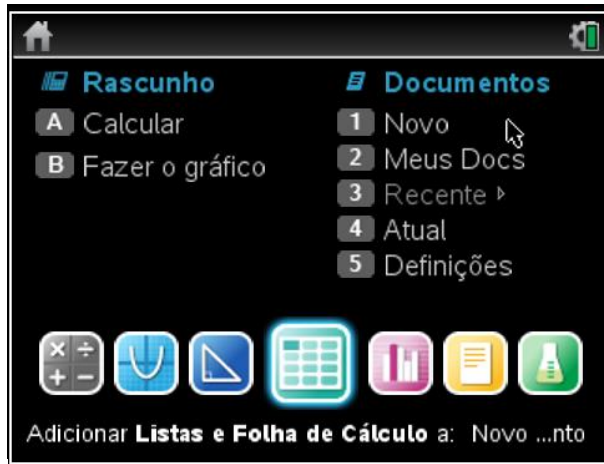 Rascunho
A Calcular
B Fazer o gráfico
Documentos
1 Novo
2 Meus Docs
3 Recente ▹
4 Atual
5 Definições
Adicionar Listas e Folha de Cálculo a: Novo ...nto